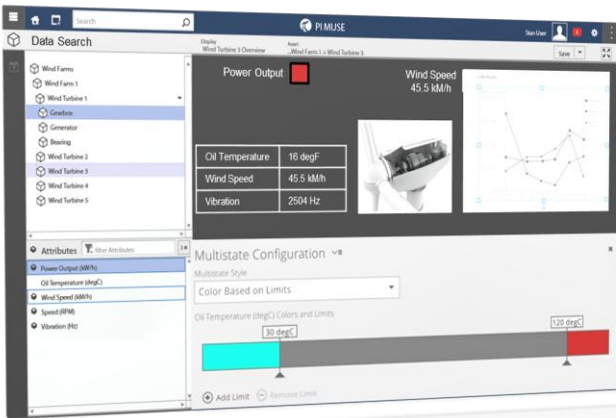 Search
PI MUSE
Stan User
Data Search
Display
Wind Turbine 3 Overview
Asset
...Wind Farm 1 > Wind Turbine 3
Save
Wind Farms
Wind Farm 1
Wind Turbine 1
Gearbox
Generator
Bearing
Wind Turbine 2
Wind Turbine 3
Wind Turbine 4
Wind Turbine 5
Power Output
Wind Speed
45.5 kM/h
Oil Temperature 16 degF
Wind Speed 45.5 kM/h
Vibration 2504 Hz
Attributes
filter Attributes
Power Output (kW/h)
Oil Temperature (degC)
Wind Speed (kM/h)
Speed (RPM)
Vibration (Hz)
Multistate Configuration
Multistate Style
Color Based on Limits
Oil Temperature (degC) Colors and Limits
30 degC
120 degC
Add Limit
Remove Limit